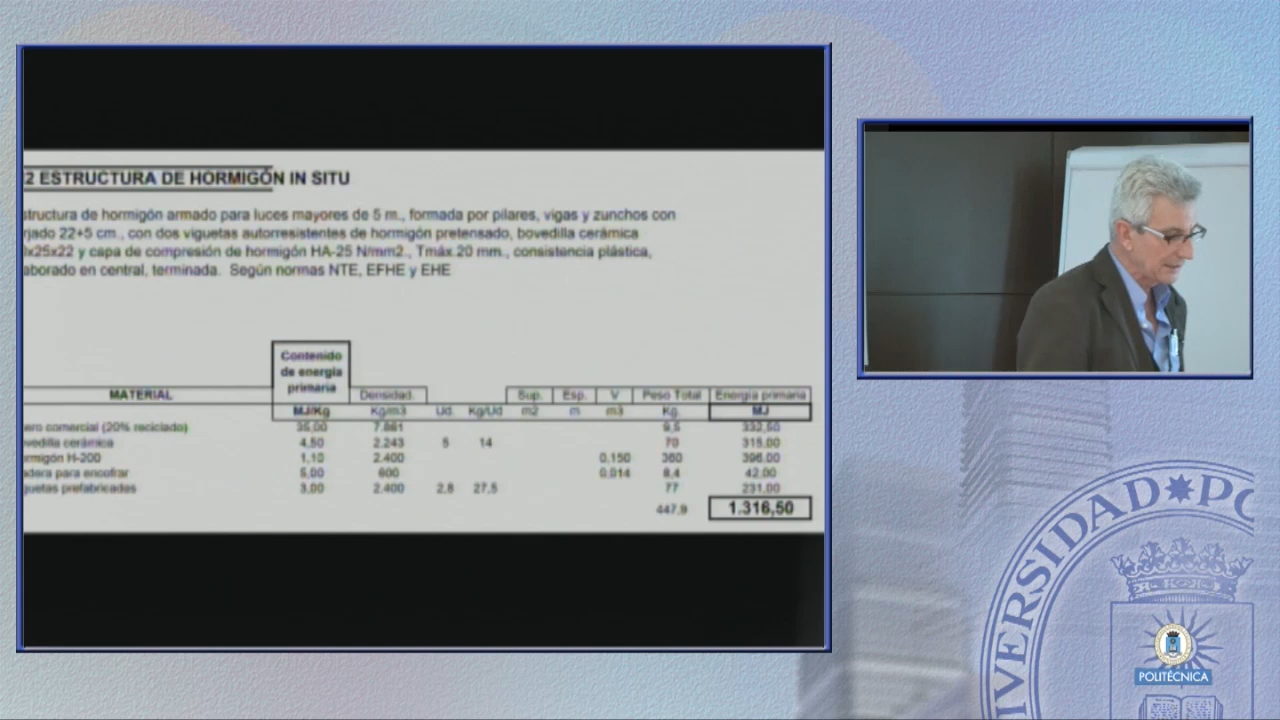 2 ESTRUCTURA DE HORMIGÓN IN SITU
structura de hormigón armado para luces mayores de 5 m., formada por pilares, vigas y zunchos con
rjado 22+5 cm., con dos viguetas autorresistentes de hormigón pretensado, bovedilla cerámica
x25x22 y capa de compresión de hormigón HA-25 N/mm2., Tmáx.20 mm., consistencia plástica,
aborado en central, terminada. Según normas NTE, EFHE y EHE
Contenido
de energía
primaria
MATERIAL Densidad. Sup. Esp. V Peso Total Energía primaria
MJ/Kg Kg/m3 Ud. Kg/Ud m2 m m3 Kg. MJ
ero comercial (20% reciclado) 35,00 7.861 9,5 332,50
vedilla cerámica 4,50 2.243 5 14 70 315,00
rmigón H-200 1,10 2.400 0,150 360 396,00
adera para encofrar 5,00 600 0,014 8,4 42,00
guetas prefabricadas 3,00 2.400 2,8 27,5 77 231,00
447,9 1.316,50
IVERSIDAD PO
POLITÉCNICA